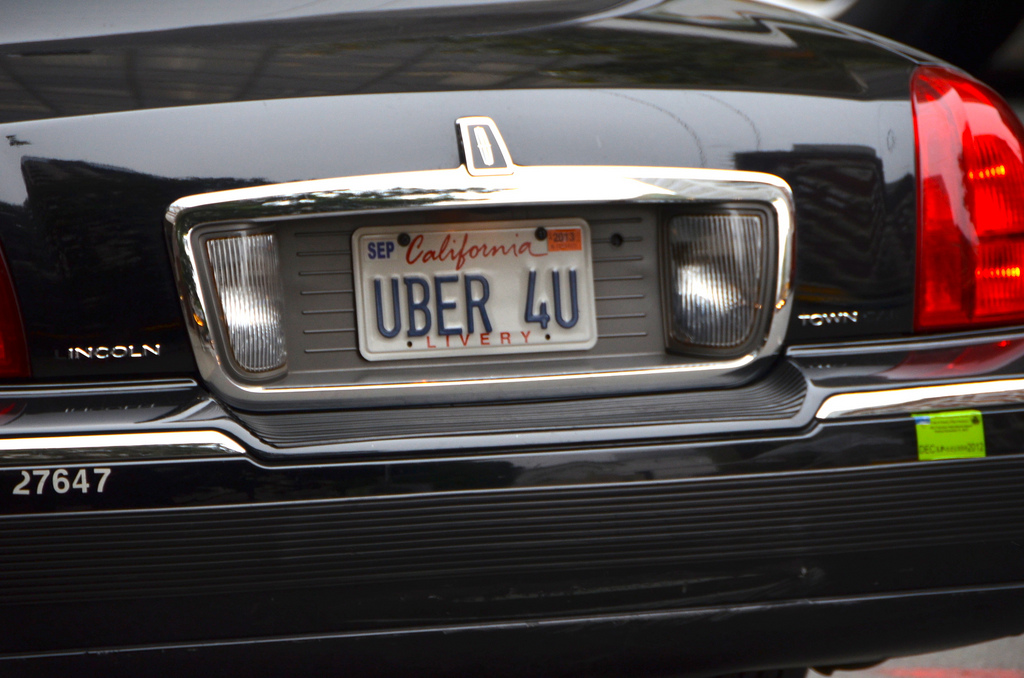 SEP California 2013
UBER 4U
LIVERY
LINCOLN
TOWN
27647